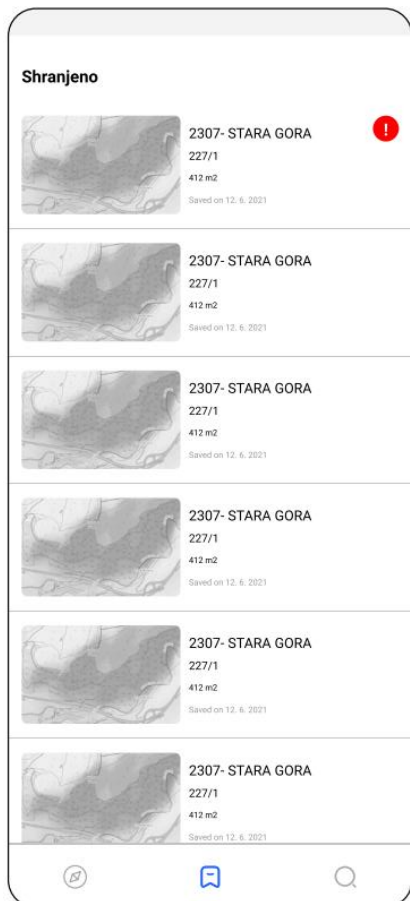 Shranjeno
2307- STARA GORA
!
227/1
412 m2
Saved on 12. 6. 2021
2307- STARA GORA
227/1
412 m2
Saved on 12. 6. 2021
2307- STARA GORA
227/1
412 m2
Saved on 12. 6. 2021
2307- STARA GORA
227/1
412 m2
Saved on 12. 6. 2021
2307- STARA GORA
227/1
412 m2
Saved on 12. 6. 2021
2307- STARA GORA
227/1
412 m2
Saved on 12. 6. 2021